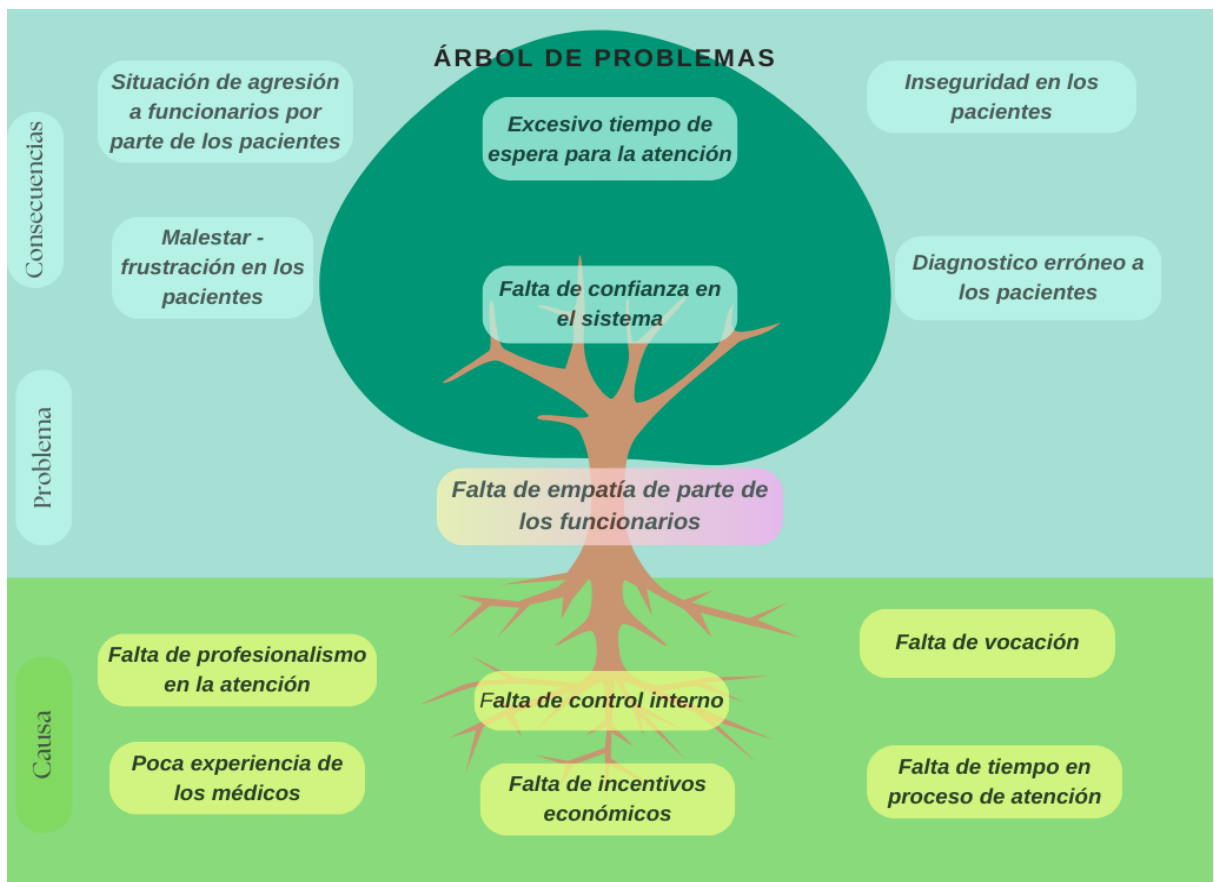 ÁRBOL DE PROBLEMAS
Consecuencias
Situación de agresión
a funcionarios por
parte de los pacientes
Excesivo tiempo de
espera para la atención
Inseguridad en los
pacientes
Malestar -
frustración en los
pacientes
Falta de confianza en
el sistema
Diagnostico erróneo a
los pacientes
Problema
Falta de empatía de parte de
los funcionarios
Causa
Falta de profesionalismo
en la atención
Falta de control interno
Falta de vocación
Poca experiencia de
los médicos
Falta de incentivos
económicos
Falta de tiempo en
proceso de atención